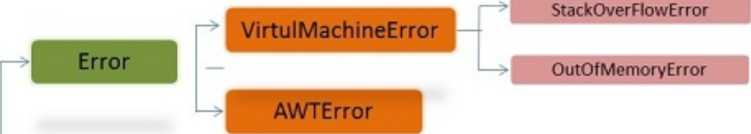 StackOverFlowError
VirtulMachineError
Error
OutOfMemoryError
AWTError